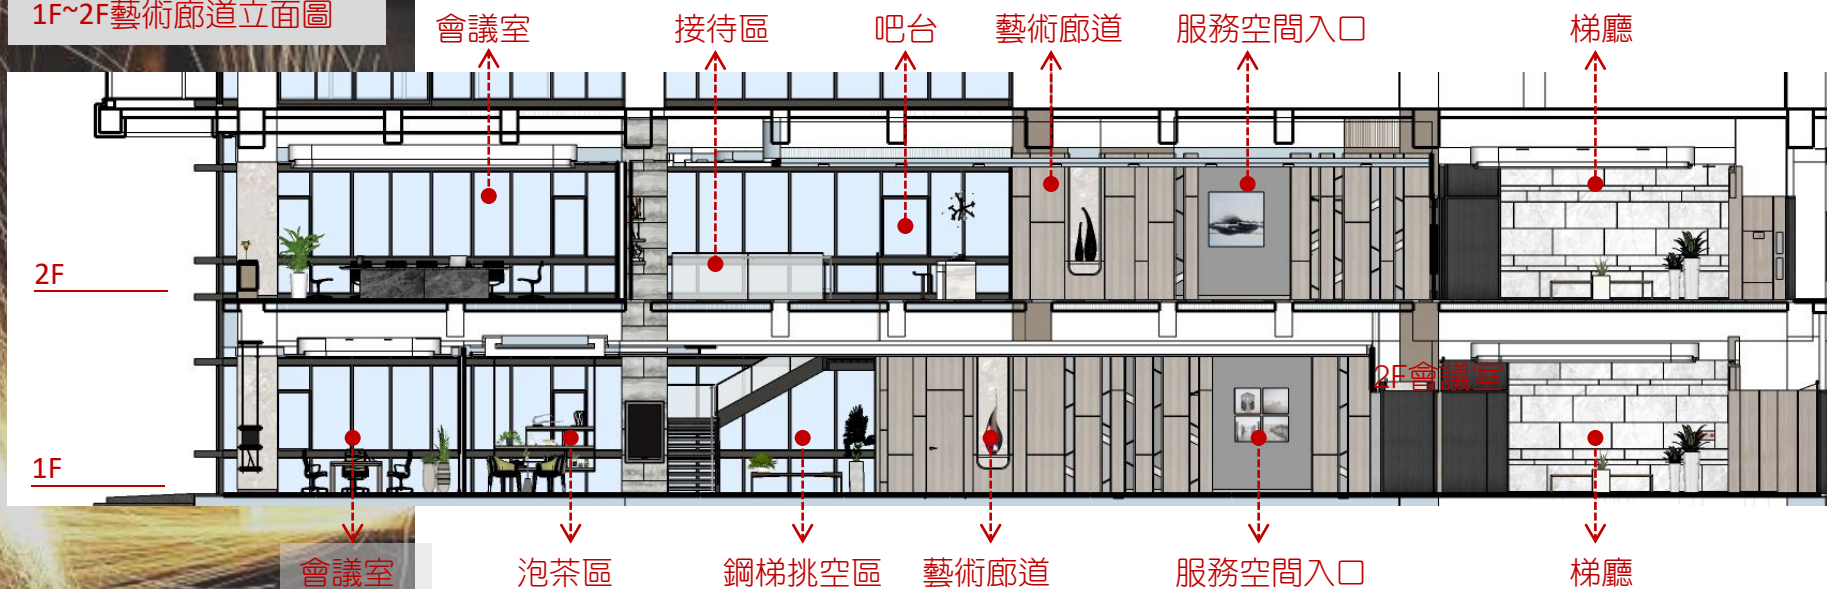 1F~2F藝術廊道立面圖
會議室
接待區
吧台
藝術廊道
服務空間入口
梯廳
2F
2F會議室
1F
會議室
泡茶區
鋼梯挑空區
藝術廊道
服務空間入口
梯廳